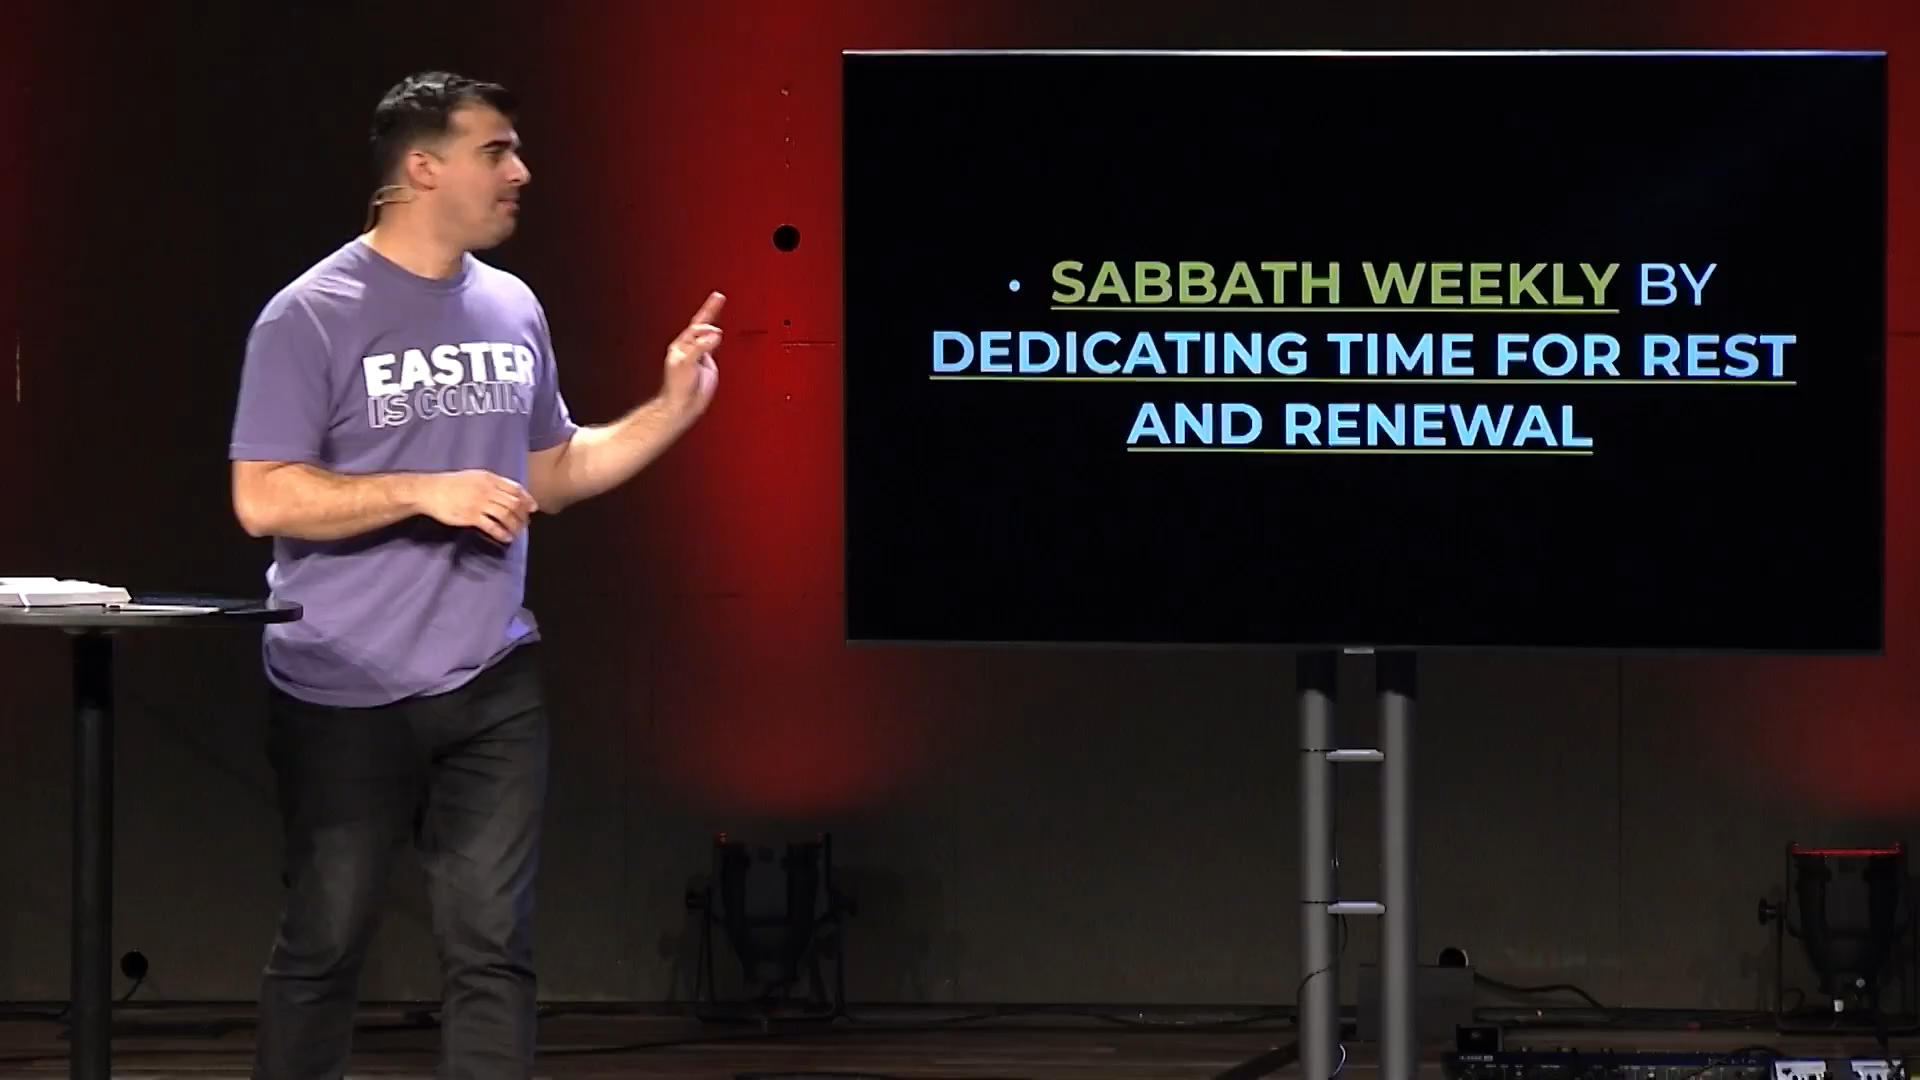 EASTER
IS COMIN
• SABBATH WEEKLY BY
DEDICATING TIME FOR REST
AND RENEWAL